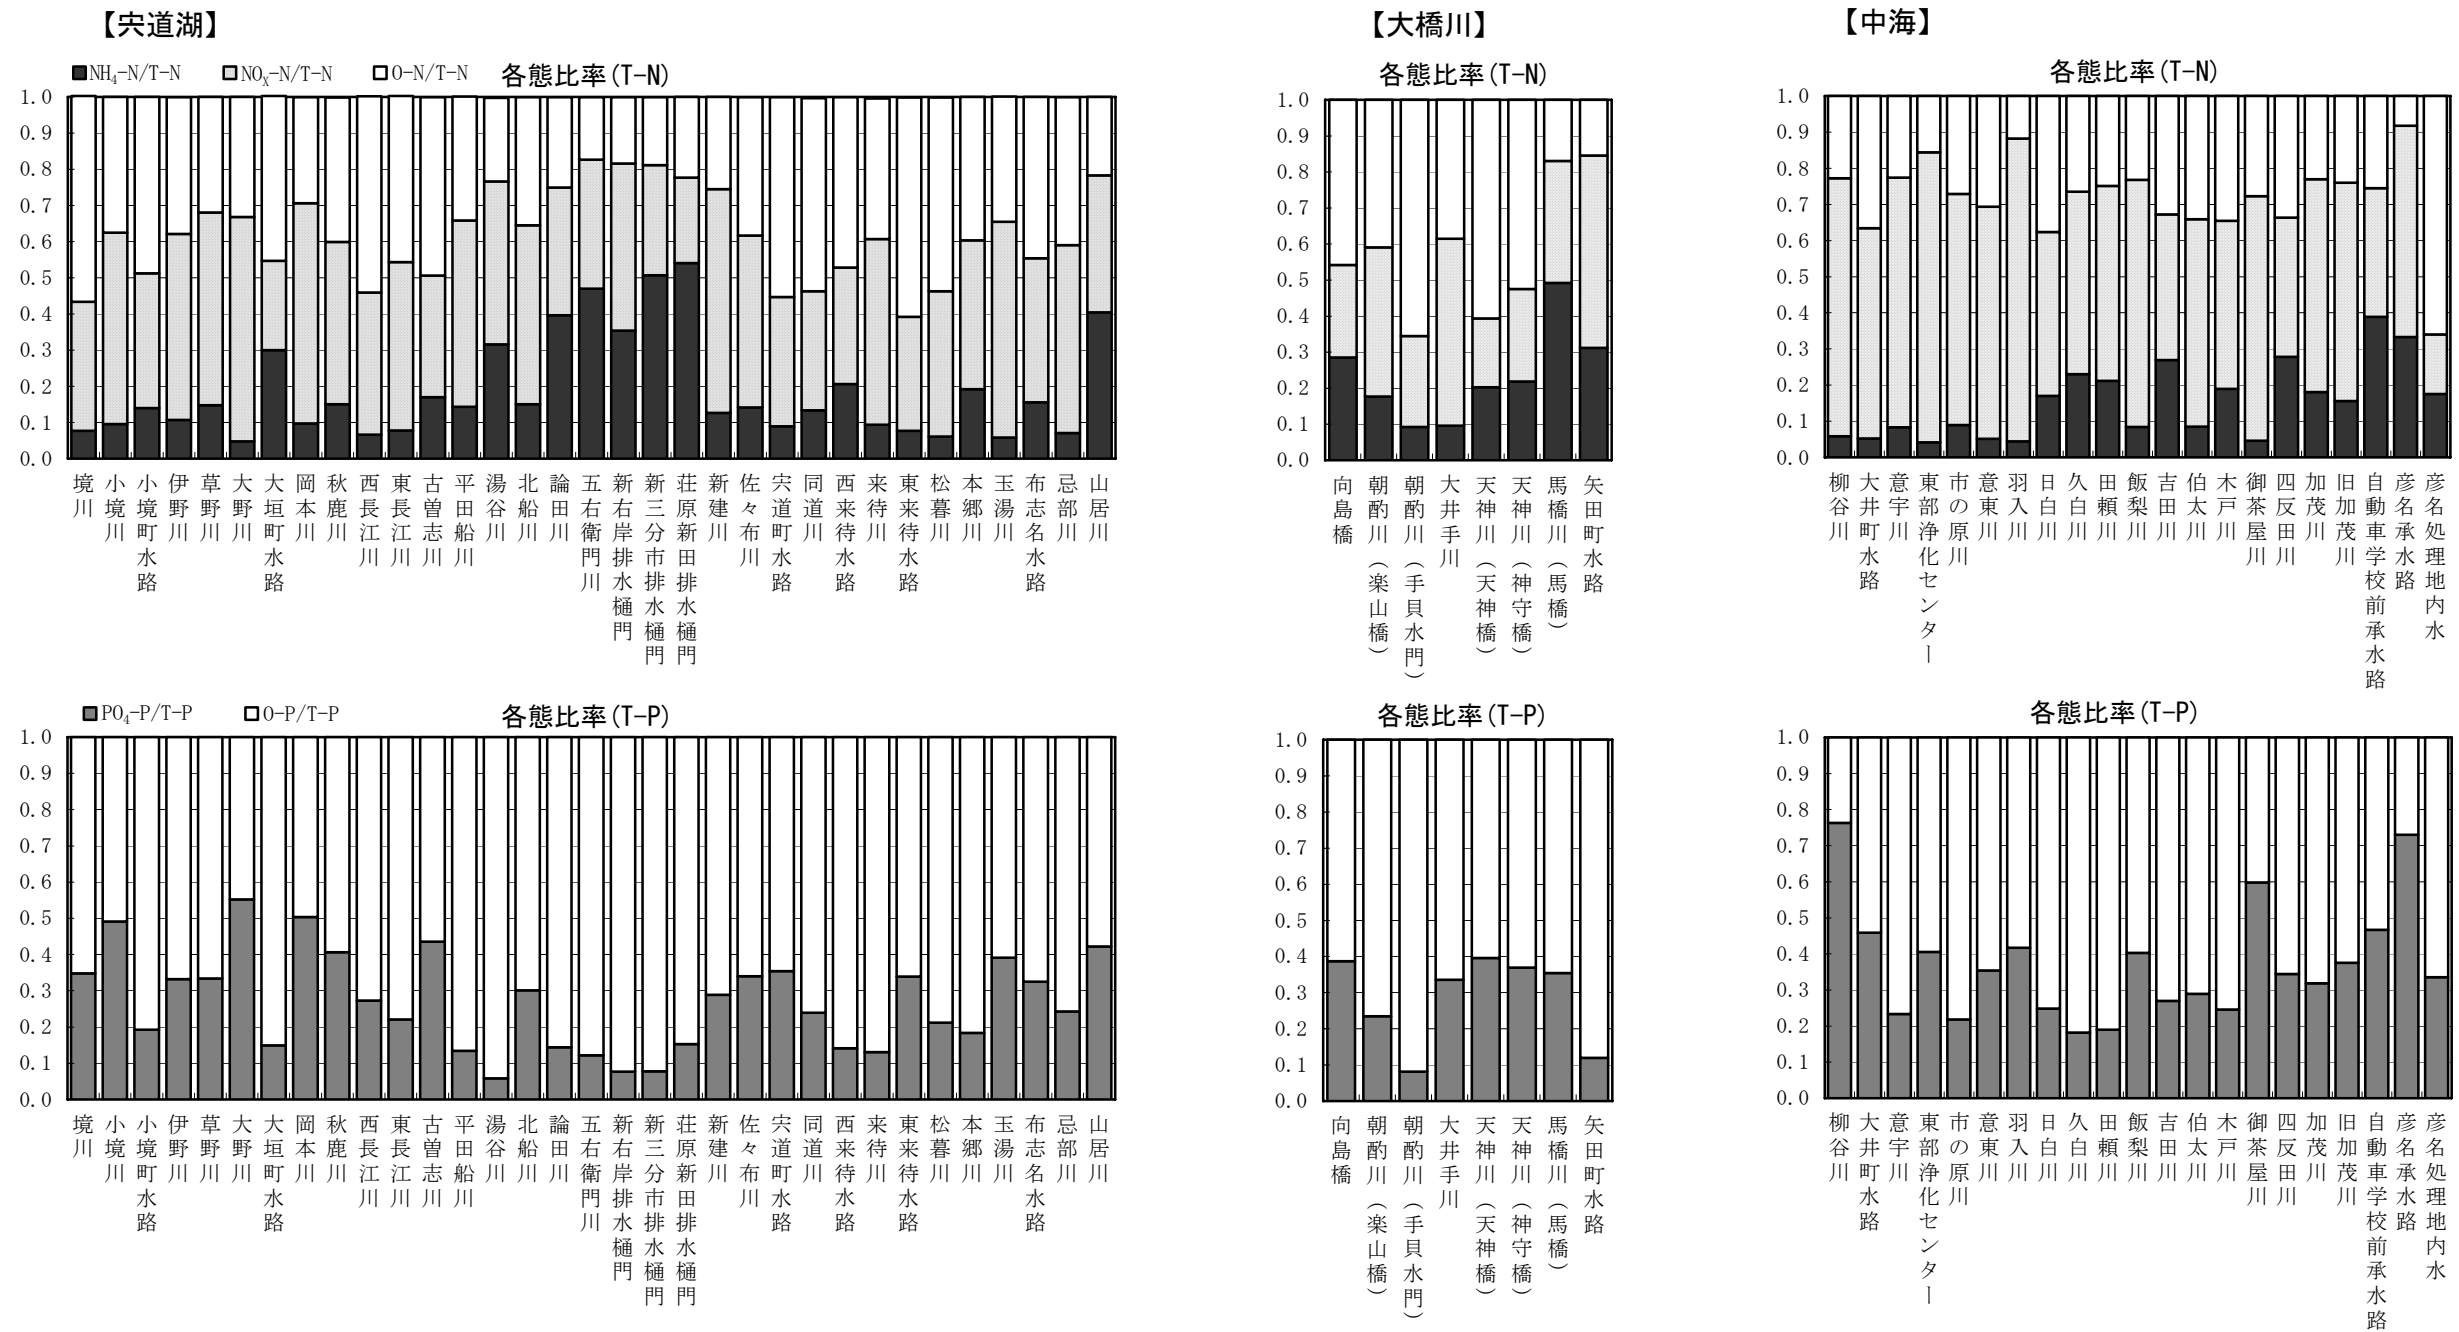 【宍道湖】
【大橋川】
【中海】
NH4-N/T-N NOX-N/T-N O-N/T-N 各態比率(T-N)
1.0
0.9
0.8
0.7
0.6
0.5
0.4
0.3
0.2
0.1
0.0
境川
小境川
小境町水路
伊野川
草野川
大野川
大垣町水路
岡本川
秋鹿川
西長江川
東長江川
古曽志川
平田船川
湯谷川
北船川
論田川
五右衛門川
新右岸排水樋門
新三分市排水樋門
荘原新田排水樋門
新建川
佐々布川
宍道町水路
同道川
西来待水路
来待川
東来待水路
松暮川
本郷川
玉湯川
布志名水路
忌部川
山居川
各態比率(T-N)
1.0
0.9
0.8
0.7
0.6
0.5
0.4
0.3
0.2
0.1
0.0
向島橋
朝酌川(楽山橋)
朝酌川(手貝水門)
大井手川
天神川(天神橋)
天神川(神守橋)
馬橋川(馬橋)
矢田町水路
各態比率(T-N)
1.0
0.9
0.8
0.7
0.6
0.5
0.4
0.3
0.2
0.1
0.0
柳谷川
大井町水路
意宇川
東部浄化センター
市の原川
意東川
羽入川
日白川
久白川
田頼川
飯梨川
吉田川
伯太川
木戸川
御茶屋川
四反田川
加茂川
旧加茂川
自動車学校前承水路
彦名承水路
彦名処理地内水
PO4-P/T-P O-P/T-P 各態比率(T-P)
1.0
0.9
0.8
0.7
0.6
0.5
0.4
0.3
0.2
0.1
0.0
境川
小境川
小境町水路
伊野川
草野川
大野川
大垣町水路
岡本川
秋鹿川
西長江川
東長江川
古曽志川
平田船川
湯谷川
北船川
論田川
五右衛門川
新右岸排水樋門
新三分市排水樋門
荘原新田排水樋門
新建川
佐々布川
宍道町水路
同道川
西来待水路
来待川
東来待水路
松暮川
本郷川
玉湯川
布志名水路
忌部川
山居川
各態比率(T-P)
1.0
0.9
0.8
0.7
0.6
0.5
0.4
0.3
0.2
0.1
0.0
向島橋
朝酌川(楽山橋)
朝酌川(手貝水門)
大井手川
天神川(天神橋)
天神川(神守橋)
馬橋川(馬橋)
矢田町水路
各態比率(T-P)
1.0
0.9
0.8
0.7
0.6
0.5
0.4
0.3
0.2
0.1
0.0
柳谷川
大井町水路
意宇川
東部浄化センター
市の原川
意東川
羽入川
日白川
久白川
田頼川
飯梨川
吉田川
伯太川
木戸川
御茶屋川
四反田川
加茂川
旧加茂川
自動車学校前承水路
彦名承水路
彦名処理地内水